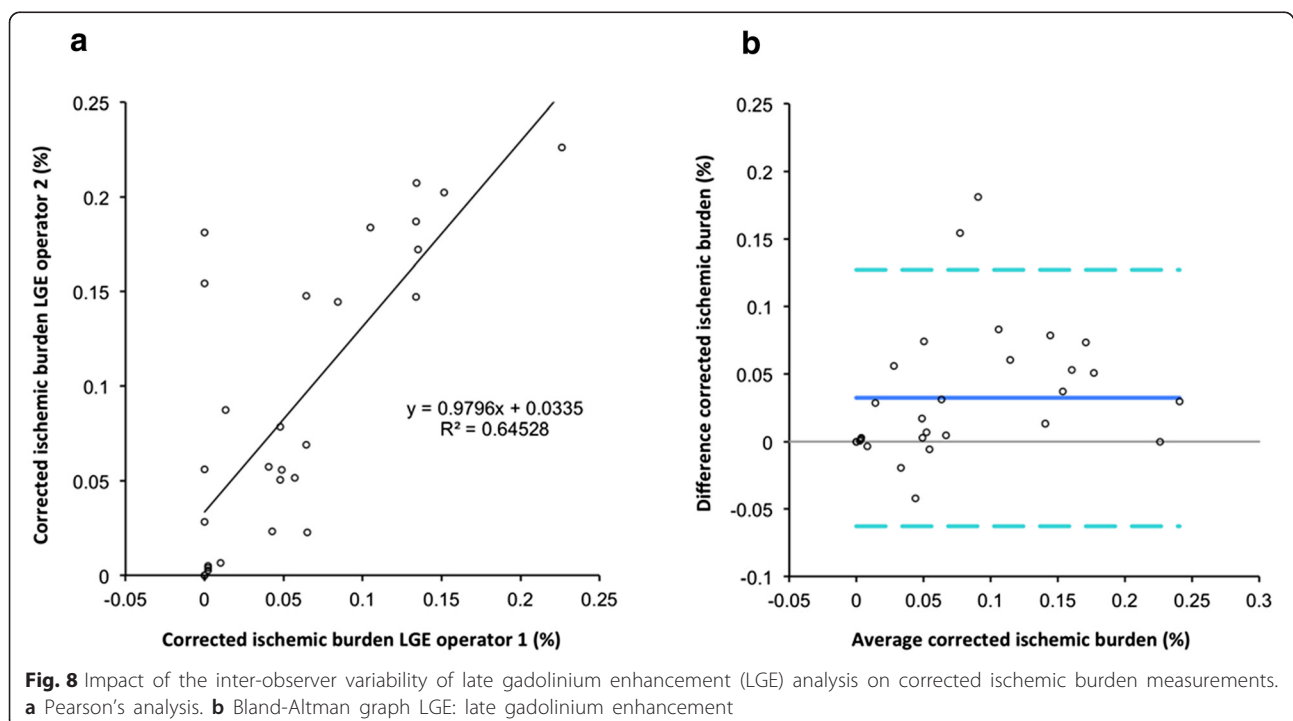 a
0.25
0.2
0.15
0.1
0.05
0
-0.05
0
0.05
0.1
0.15
0.2
0.25
Corrected ischemic burden LGE operator 2 (%)
y = 0.9796x + 0.0335
R² = 0.64528
Corrected ischemic burden LGE operator 1 (%)
b
0.25
0.2
0.15
0.1
0.05
0
-0.05
-0.1
-0.05
0
0.05
0.1
0.15
0.2
0.25
0.3
Difference corrected ischemic burden (%)
Average corrected ischemic burden (%)
Fig. 8 Impact of the inter-observer variability of late gadolinium enhancement (LGE) analysis on corrected ischemic burden measurements.
a Pearson's analysis. b Bland-Altman graph LGE: late gadolinium enhancement